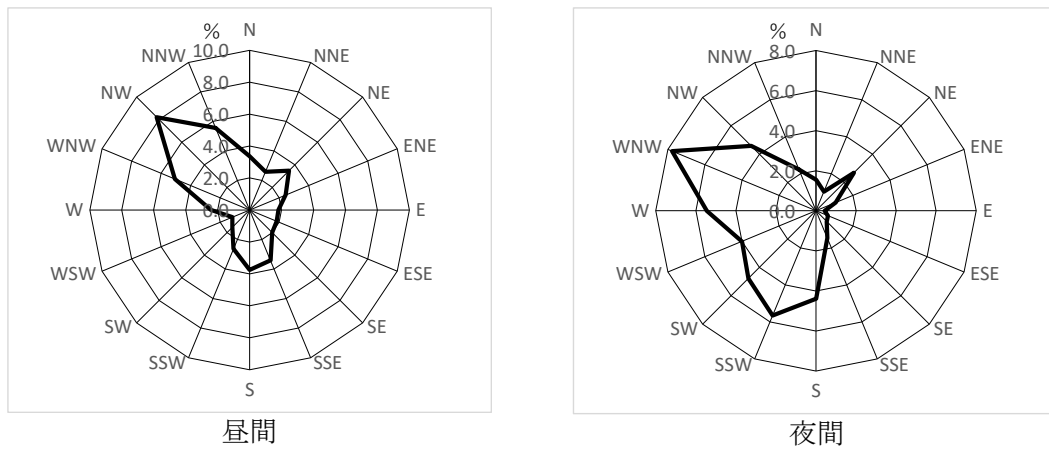 %
N
10.0
8.0
6.0
4.0
2.0
0.0
NNE
NE
ENE
E
ESE
SE
SSE
S
SSW
SW
WSW
W
WNW
NW
NNW
昼間
%
N
8.0
6.0
4.0
2.0
0.0
NNE
NE
ENE
E
ESE
SE
SSE
S
SSW
SW
WSW
W
WNW
NW
NNW
夜間